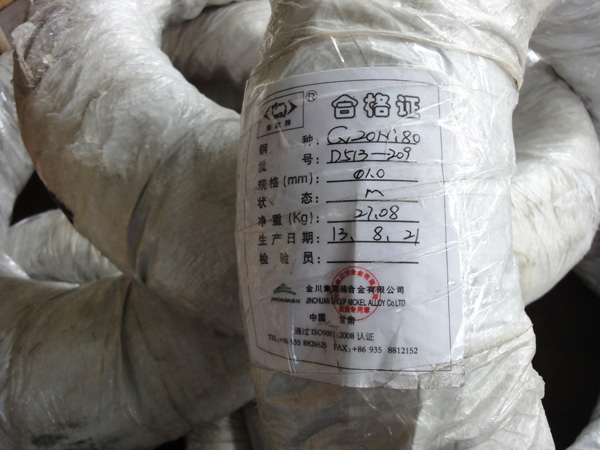 ® 合格证
钢 种: Cr20Ni80
批 号: D513-209
规格(mm): Φ1.0
状 态: M
净重(Kg): 27.08
生产日期: 13.8.21
检验员:
金川集团镍合金有限公司
JINCHUAN GROUP NICKEL ALLOY Co.LTD
中国 甘肃
通过ISO9001:2008认证
FAX:+86 935 8812152